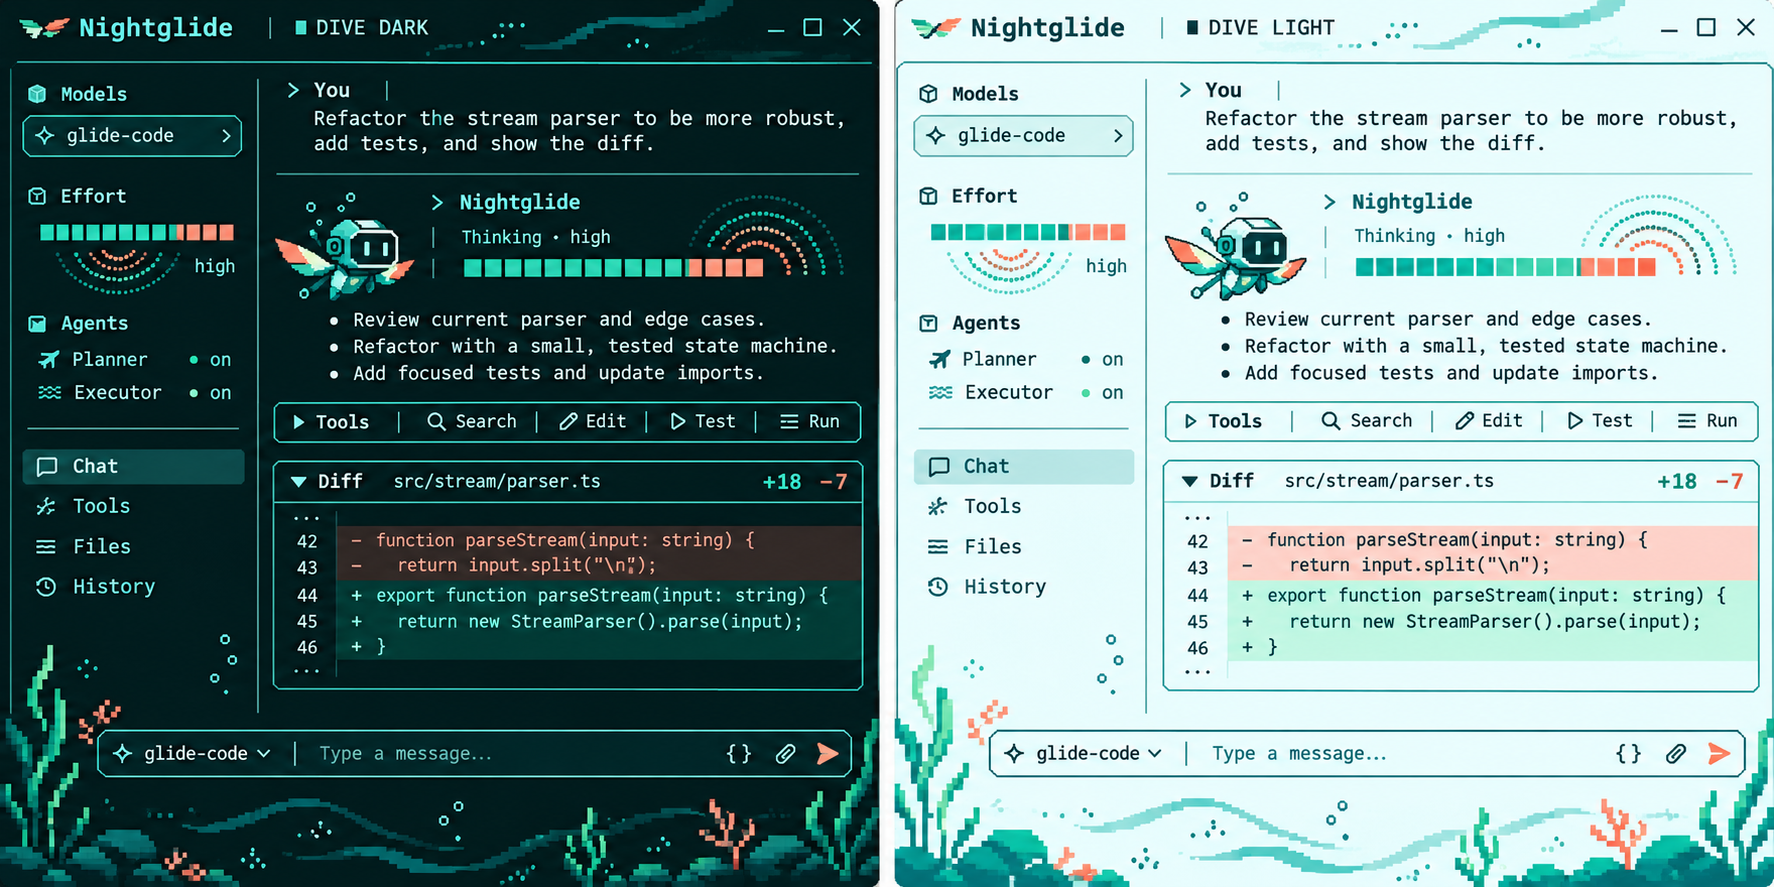 Nightglide | DIVE DARK
Models
glide-code
Effort
high
Agents
Planner • on
Executor • on
Chat
Tools
Files
History
> You |
Refactor the stream parser to be more robust,
add tests, and show the diff.
> Nightglide
Thinking • high
• Review current parser and edge cases.
• Refactor with a small, tested state machine.
• Add focused tests and update imports.
Tools | Search | Edit | Test | Run
Diff src/stream/parser.ts +18 −7
...
42 − function parseStream(input: string) {
43 − return input.split("\n");
44 + export function parseStream(input: string) {
45 + return new StreamParser().parse(input);
46 + }
...
glide-code | Type a message... {}
Nightglide | DIVE LIGHT
Models
glide-code
Effort
high
Agents
Planner • on
Executor • on
Chat
Tools
Files
History
> You |
Refactor the stream parser to be more robust,
add tests, and show the diff.
> Nightglide
Thinking • high
• Review current parser and edge cases.
• Refactor with a small, tested state machine.
• Add focused tests and update imports.
Tools | Search | Edit | Test | Run
Diff src/stream/parser.ts +18 −7
...
42 − function parseStream(input: string) {
43 − return input.split("\n");
44 + export function parseStream(input: string) {
45 + return new StreamParser().parse(input);
46 + }
...
glide-code | Type a message... {}